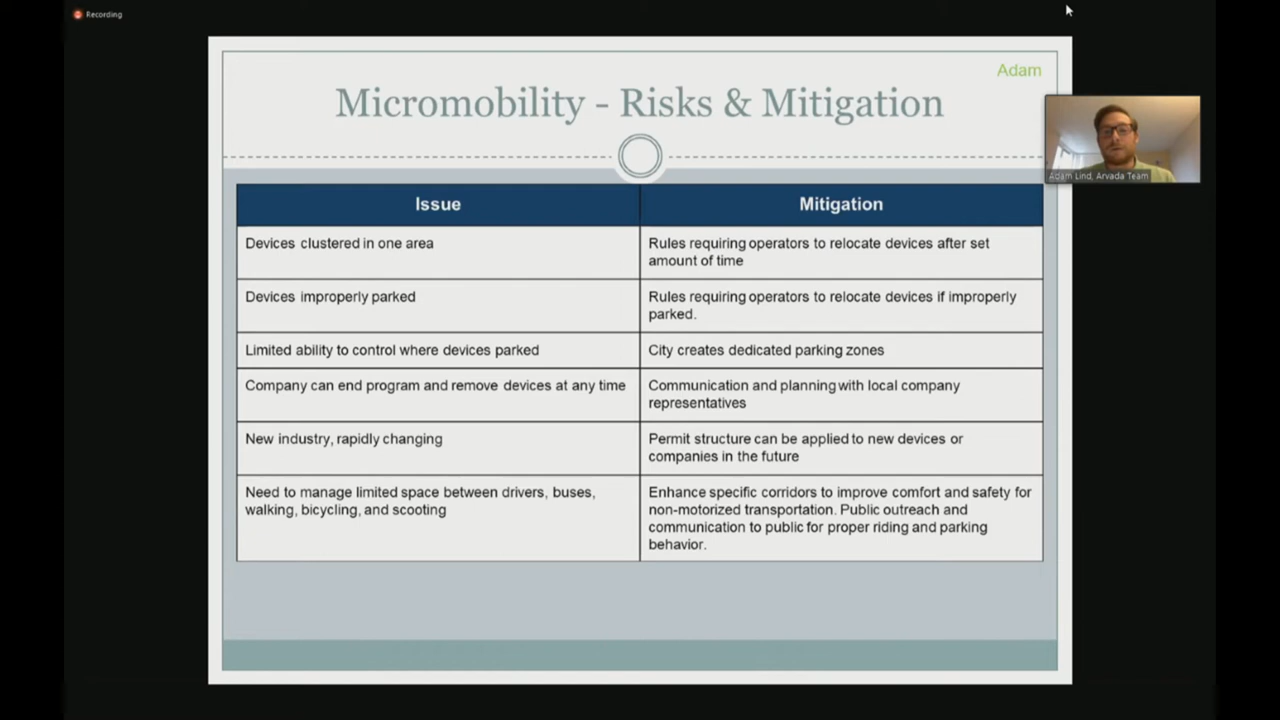 Recording
Adam
Micromobility - Risks & Mitigation
Adam Lind, Arvada Team
Issue
Mitigation
Devices clustered in one area
Rules requiring operators to relocate devices after set
amount of time
Devices improperly parked
Rules requiring operators to relocate devices if improperly
parked.
Limited ability to control where devices parked
City creates dedicated parking zones
Company can end program and remove devices at any time
Communication and planning with local company
representatives
New industry, rapidly changing
Permit structure can be applied to new devices or
companies in the future
Need to manage limited space between drivers, buses,
walking, bicycling, and scooting
Enhance specific corridors to improve comfort and safety for
non-motorized transportation. Public outreach and
communication to public for proper riding and parking
behavior.